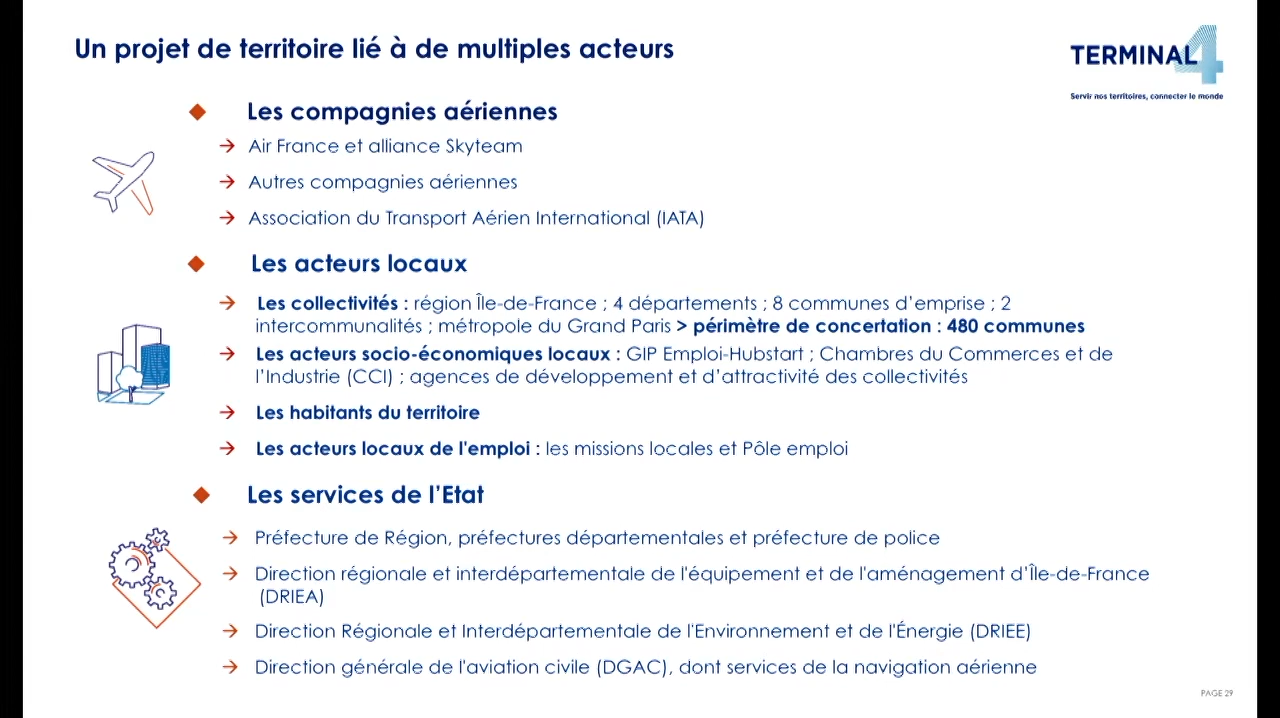 Un projet de territoire lié à de multiples acteurs
TERMINAL 4
Servir nos territoires, connecter le monde
Les compagnies aériennes
Air France et alliance Skyteam
Autres compagnies aériennes
Association du Transport Aérien International (IATA)
Les acteurs locaux
Les collectivités : région Île-de-France ; 4 départements ; 8 communes d’emprise ; 2
intercommunalités ; métropole du Grand Paris > périmètre de concertation : 480 communes
Les acteurs socio-économiques locaux : GIP Emploi-Hubstart ; Chambres du Commerces et de
l’Industrie (CCI) ; agences de développement et d’attractivité des collectivités
Les habitants du territoire
Les acteurs locaux de l'emploi : les missions locales et Pôle emploi
Les services de l’Etat
Préfecture de Région, préfectures départementales et préfecture de police
Direction régionale et interdépartementale de l'équipement et de l'aménagement d’Île-de-France
(DRIEA)
Direction Régionale et Interdépartementale de l'Environnement et de l'Énergie (DRIEE)
Direction générale de l'aviation civile (DGAC), dont services de la navigation aérienne
PAGE 29